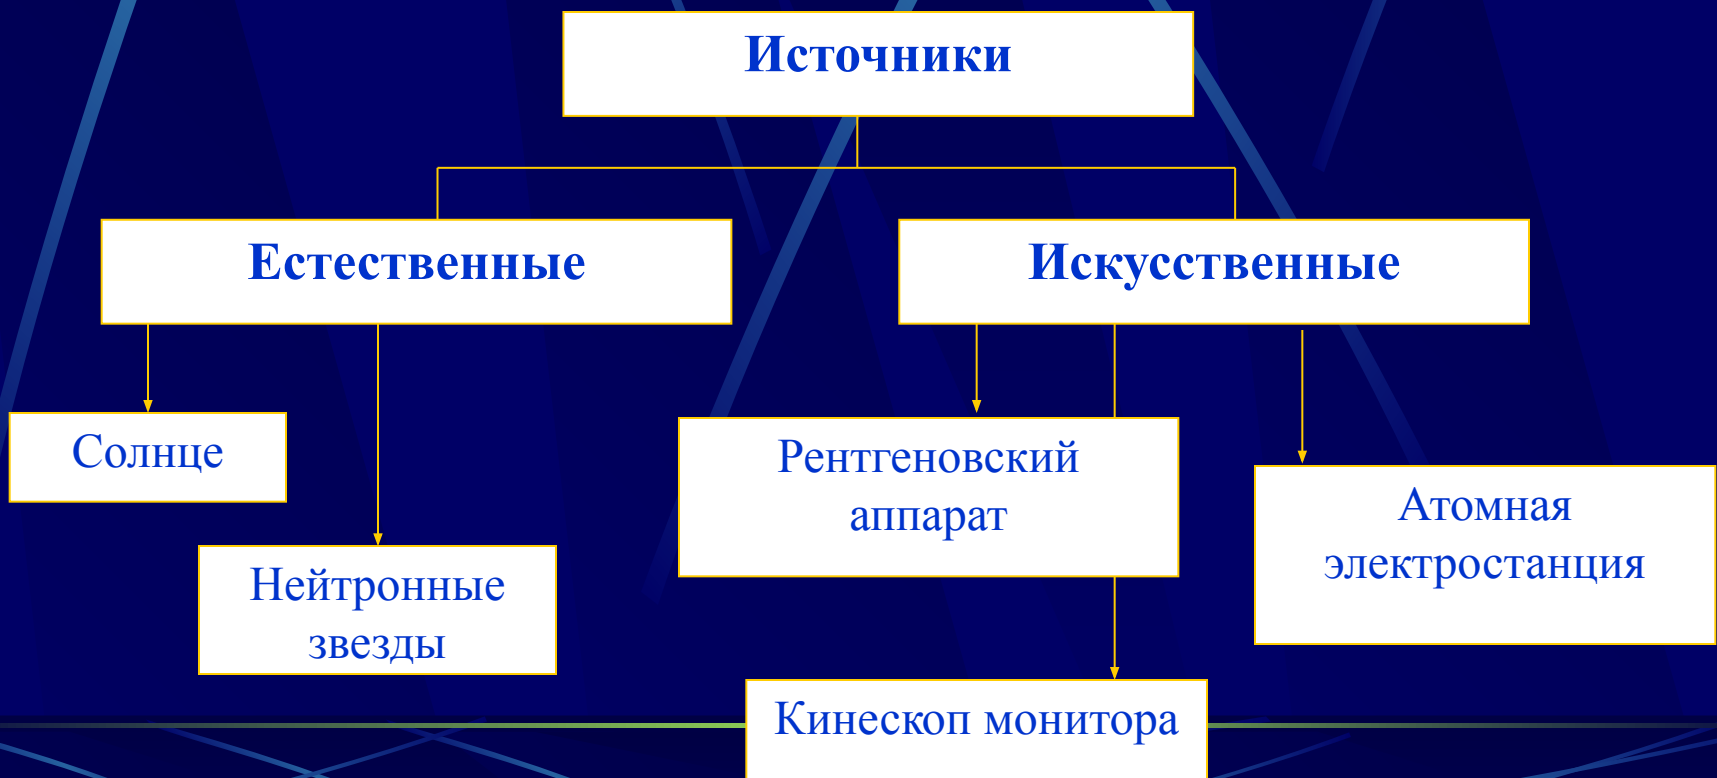 Источники
Естественные
Искусственные
Солнце
Нейтронные
звезды
Рентгеновский
аппарат
Атомная
электростанция
Кинескоп монитора